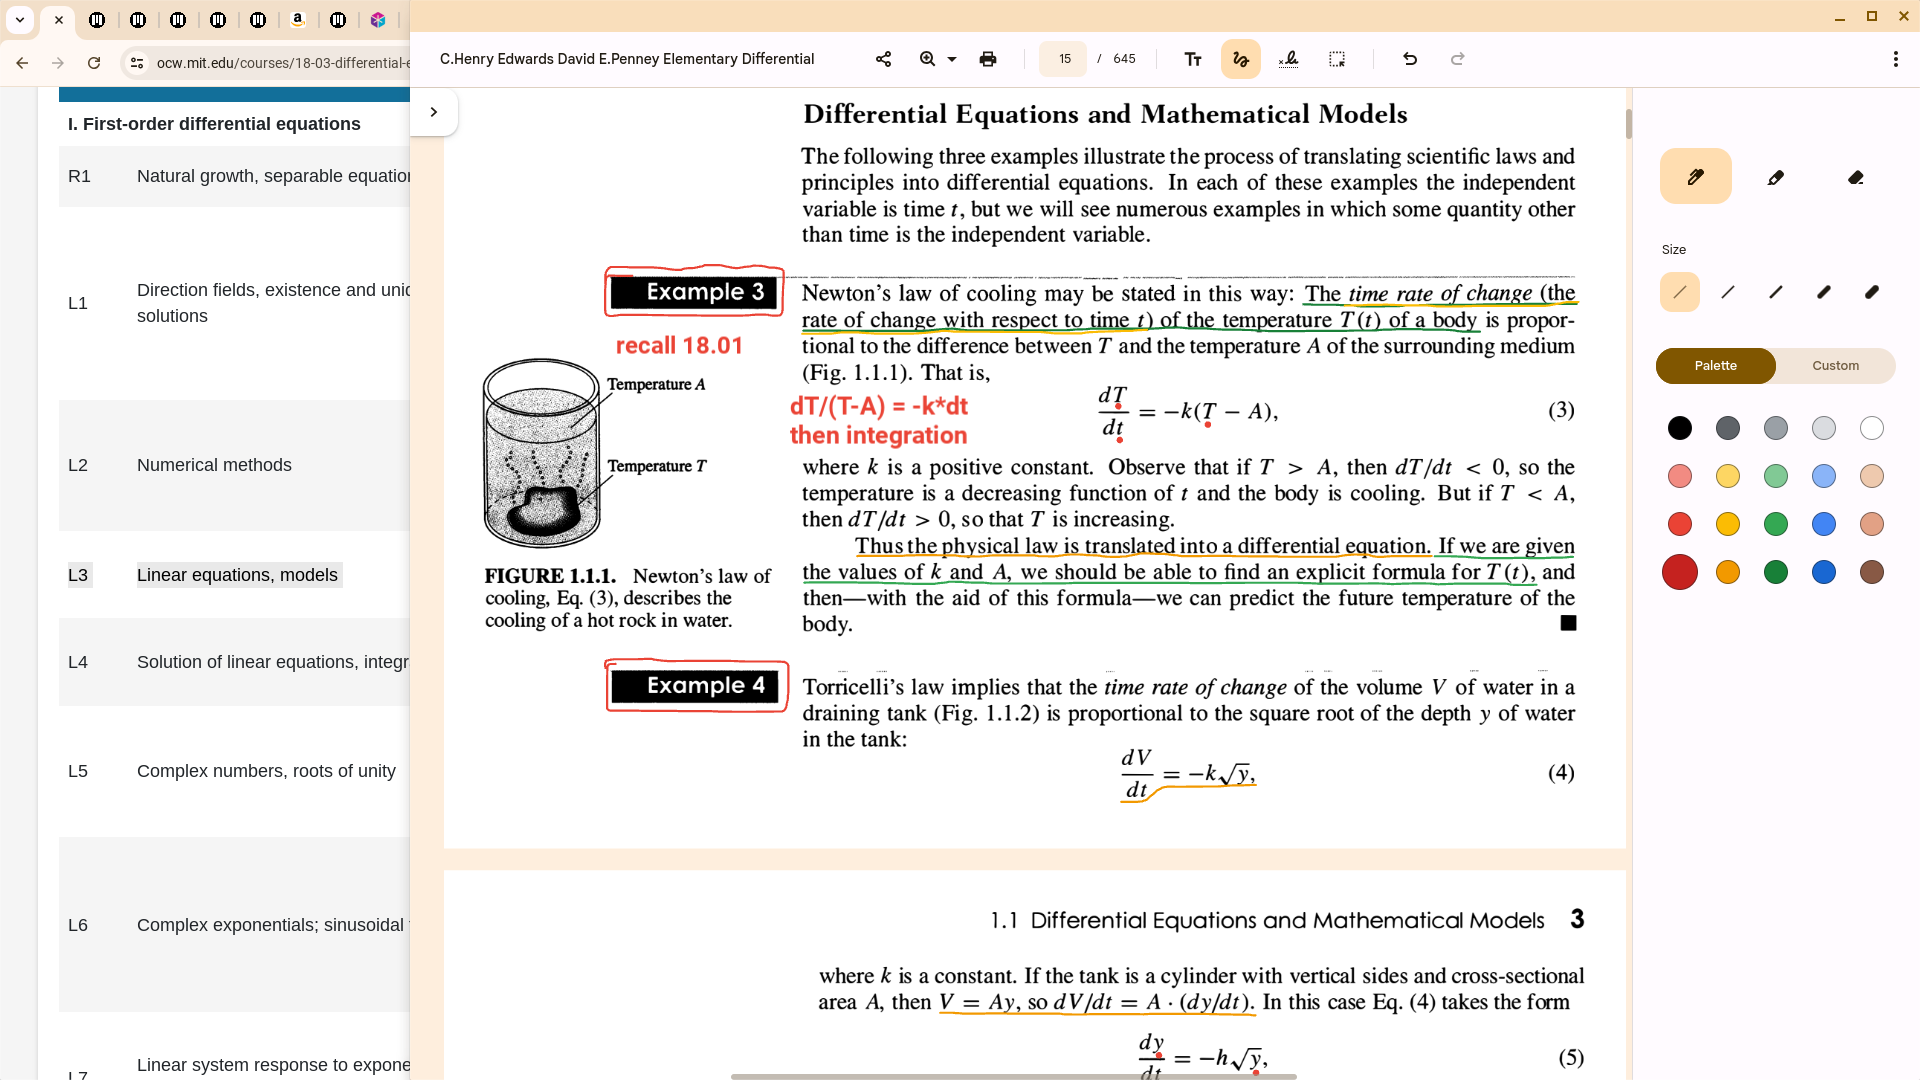 ocw.mit.edu/courses/18-03-differential-e
I. First-order differential equations
R1 Natural growth, separable equation
L1 Direction fields, existence and uniq
solutions
L2 Numerical methods
L3 Linear equations, models
L4 Solution of linear equations, integr
L5 Complex numbers, roots of unity
L6 Complex exponentials; sinusoidal
L7 Linear system response to expone
C.Henry Edwards David E.Penney Elementary Differential
15 / 645
Differential Equations and Mathematical Models
The following three examples illustrate the process of translating scientific laws and
principles into differential equations. In each of these examples the independent
variable is time t, but we will see numerous examples in which some quantity other
than time is the independent variable.
Example 3
recall 18.01
Newton's law of cooling may be stated in this way: The time rate of change (the
rate of change with respect to time t) of the temperature T(t) of a body is propor-
tional to the difference between T and the temperature A of the surrounding medium
(Fig. 1.1.1). That is,
dT/dt = −k(T − A), (3)
dT/(T-A) = -k*dt
then integration
where k is a positive constant. Observe that if T > A, then dT/dt < 0, so the
temperature is a decreasing function of t and the body is cooling. But if T < A,
then dT/dt > 0, so that T is increasing.
Thus the physical law is translated into a differential equation. If we are given
the values of k and A, we should be able to find an explicit formula for T(t), and
then—with the aid of this formula—we can predict the future temperature of the
body. ■
Temperature A
Temperature T
FIGURE 1.1.1. Newton's law of
cooling, Eq. (3), describes the
cooling of a hot rock in water.
Example 4
Torricelli's law implies that the time rate of change of the volume V of water in a
draining tank (Fig. 1.1.2) is proportional to the square root of the depth y of water
in the tank:
dV/dt = −k√y, (4)
1.1 Differential Equations and Mathematical Models 3
where k is a constant. If the tank is a cylinder with vertical sides and cross-sectional
area A, then V = Ay, so dV/dt = A · (dy/dt). In this case Eq. (4) takes the form
dy/dt = −h√y, (5)
Size
Palette
Custom